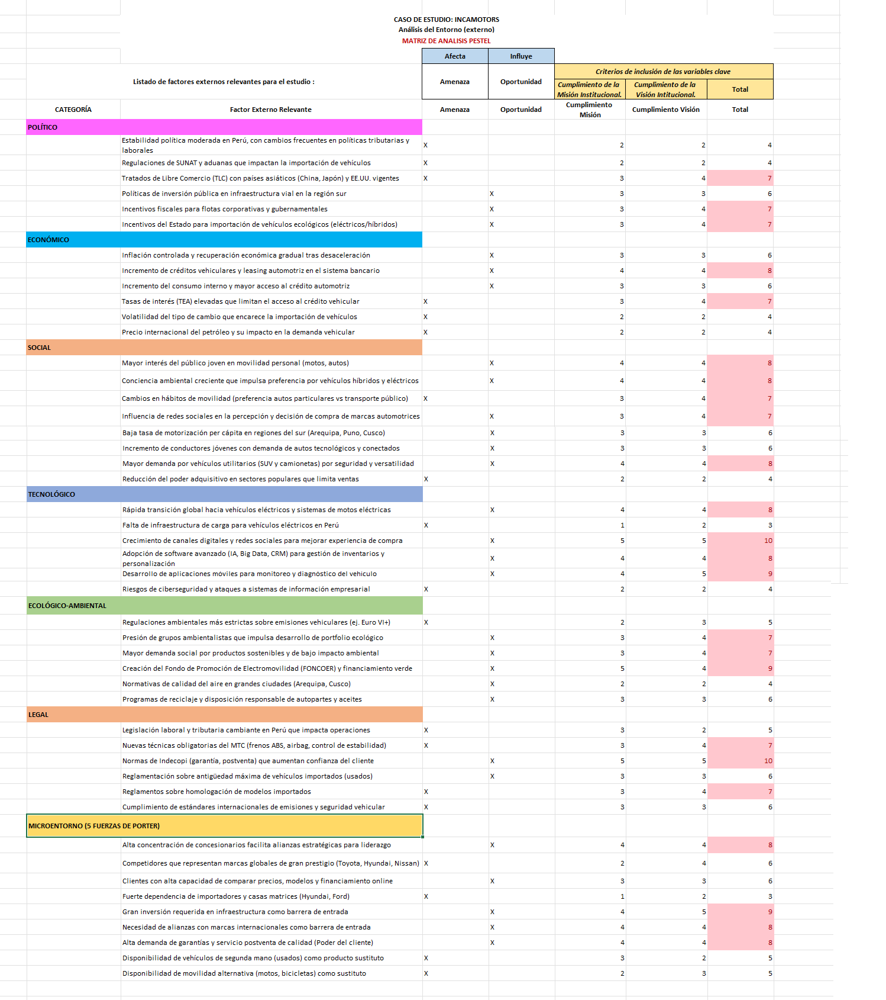 CASO DE ESTUDIO: INCAMOTORS
Análisis del Entorno (externo)
MATRIZ DE ANALISIS PESTEL
Afecta Influye
Listado de factores externos relevantes para el estudio : Amenaza Oportunidad Criterios de inclusión de las variables clave
Cumplimiento de la Misión Institucional. Cumplimiento de la Visión Intitucional. Total
CATEGORÍA Factor Externo Relevante Amenaza Oportunidad Cumplimiento Misión Cumplimiento Visión Total
POLÍTICO
Estabilidad política moderada en Perú, con cambios frecuentes en políticas tributarias y
laborales X 2 2 4
Regulaciones de SUNAT y aduanas que impactan la importación de vehículos X 2 2 4
Tratados de Libre Comercio (TLC) con países asiáticos (China, Japón) y EE.UU. vigentes X 3 4 7
Políticas de inversión pública en infraestructura vial en la región sur X 3 3 6
Incentivos fiscales para flotas corporativas y gubernamentales X 3 4 7
Incentivos del Estado para importación de vehículos ecológicos (eléctricos/híbridos) X 3 4 7
ECONÓMICO
Inflación controlada y recuperación económica gradual tras desaceleración X 3 3 6
Incremento de créditos vehiculares y leasing automotriz en el sistema bancario X 4 4 8
Incremento del consumo interno y mayor acceso al crédito automotriz X 3 3 6
Tasas de interés (TEA) elevadas que limitan el acceso al crédito vehicular X 3 4 7
Volatilidad del tipo de cambio que encarece la importación de vehículos X 2 2 4
Precio internacional del petróleo y su impacto en la demanda vehicular X 2 2 4
SOCIAL
Mayor interés del público joven en movilidad personal (motos, autos) X 4 4 8
Conciencia ambiental creciente que impulsa preferencia por vehículos híbridos y eléctricos X 4 4 8
Cambios en hábitos de movilidad (preferencia autos particulares vs transporte público) X 3 4 7
Influencia de redes sociales en la percepción y decisión de compra de marcas automotrices X 3 4 7
Baja tasa de motorización per cápita en regiones del sur (Arequipa, Puno, Cusco) X 3 3 6
Incremento de conductores jóvenes con demanda de autos tecnológicos y conectados X 3 3 6
Mayor demanda por vehículos utilitarios (SUV y camionetas) por seguridad y versatilidad X 4 4 8
Reducción del poder adquisitivo en sectores populares que limita ventas X 2 2 4
TECNOLÓGICO
Rápida transición global hacia vehículos eléctricos y sistemas de motos eléctricas X 4 4 8
Falta de infraestructura de carga para vehículos eléctricos en Perú X 1 2 3
Crecimiento de canales digitales y redes sociales para mejorar experiencia de compra X 5 5 10
Adopción de software avanzado (IA, Big Data, CRM) para gestión de inventarios y
personalización X 4 4 8
Desarrollo de aplicaciones móviles para monitoreo y diagnóstico del vehículo X 4 5 9
Riesgos de ciberseguridad y ataques a sistemas de información empresarial X 2 2 4
ECOLÓGICO-AMBIENTAL
Regulaciones ambientales más estrictas sobre emisiones vehiculares (ej. Euro VI+) X 2 3 5
Presión de grupos ambientalistas que impulsa desarrollo de portfolio ecológico X 3 4 7
Mayor demanda social por productos sostenibles y de bajo impacto ambiental X 3 4 7
Creación del Fondo de Promoción de Electromovilidad (FONCOER) y financiamiento verde X 5 4 9
Normativas de calidad del aire en grandes ciudades (Arequipa, Cusco) X 2 2 4
Programas de reciclaje y disposición responsable de autopartes y aceites X 3 3 6
LEGAL
Legislación laboral y tributaria cambiante en Perú que impacta operaciones X 3 2 5
Nuevas técnicas obligatorias del MTC (frenos ABS, airbag, control de estabilidad) X 3 4 7
Normas de Indecopi (garantía, postventa) que aumentan confianza del cliente X 5 5 10
Reglamentación sobre antigüedad máxima de vehículos importados (usados) X 3 3 6
Reglamentos sobre homologación de modelos importados X 3 4 7
Cumplimiento de estándares internacionales de emisiones y seguridad vehicular X 3 3 6
MICROENTORNO (5 FUERZAS DE PORTER)
Alta concentración de concesionarios facilita alianzas estratégicas para liderazgo X 4 4 8
Competidores que representan marcas globales de gran prestigio (Toyota, Hyundai, Nissan) X 2 4 6
Clientes con alta capacidad de comparar precios, modelos y financiamiento online X 3 3 6
Fuerte dependencia de importadores y casas matrices (Hyundai, Ford) X 1 2 3
Gran inversión requerida en infraestructura como barrera de entrada X 4 5 9
Necesidad de alianzas con marcas internacionales como barrera de entrada X 4 4 8
Alta demanda de garantías y servicio postventa de calidad (Poder del cliente) X 4 4 8
Disponibilidad de vehículos de segunda mano (usados) como producto sustituto X 3 2 5
Disponibilidad de movilidad alternativa (motos, bicicletas) como sustituto X 2 3 5